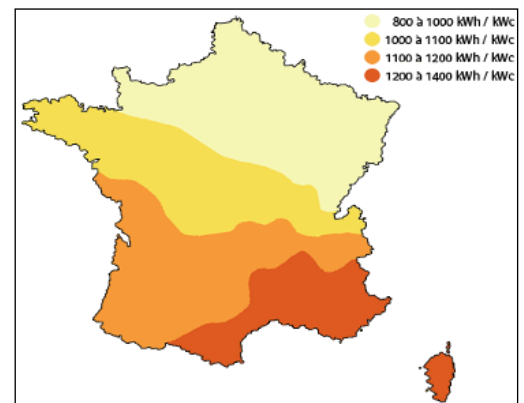 800 à 1000 kWh / kWc
1000 à 1100 kWh / kWc
1100 à 1200 kWh / kWc
1200 à 1400 kWh / kWc